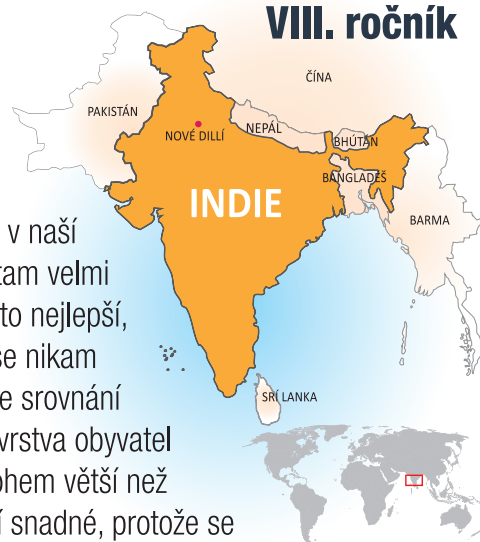 VIII. ročník
ČÍNA
PAKISTÁN
NOVÉ DILLÍ
NEPÁL
BHÚTÁN
BANGLADÉŠ
INDIE
BARMA
SRÍ LANKA
v naší
tam velmi
to nejlepší,
se nikam
e srovnání
vrstva obyvatel
ohem větší než
í snadné, protože se